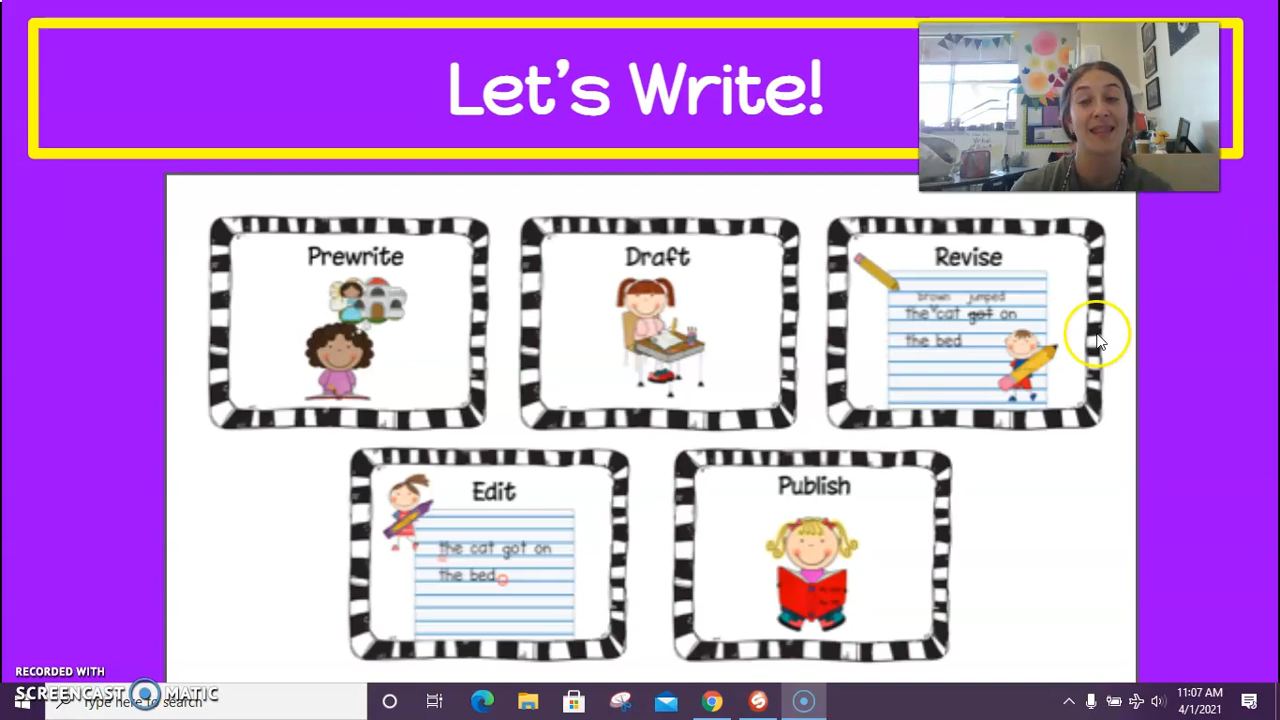 Let's Write!
Prewrite
Draft
Revise
brown jumped
the cat got on
the bed
Edit
the cat got on
the bed
Publish
RECORDED WITH
SCREENCAST MATIC
Type here to search
11:07 AM
4/1/2021